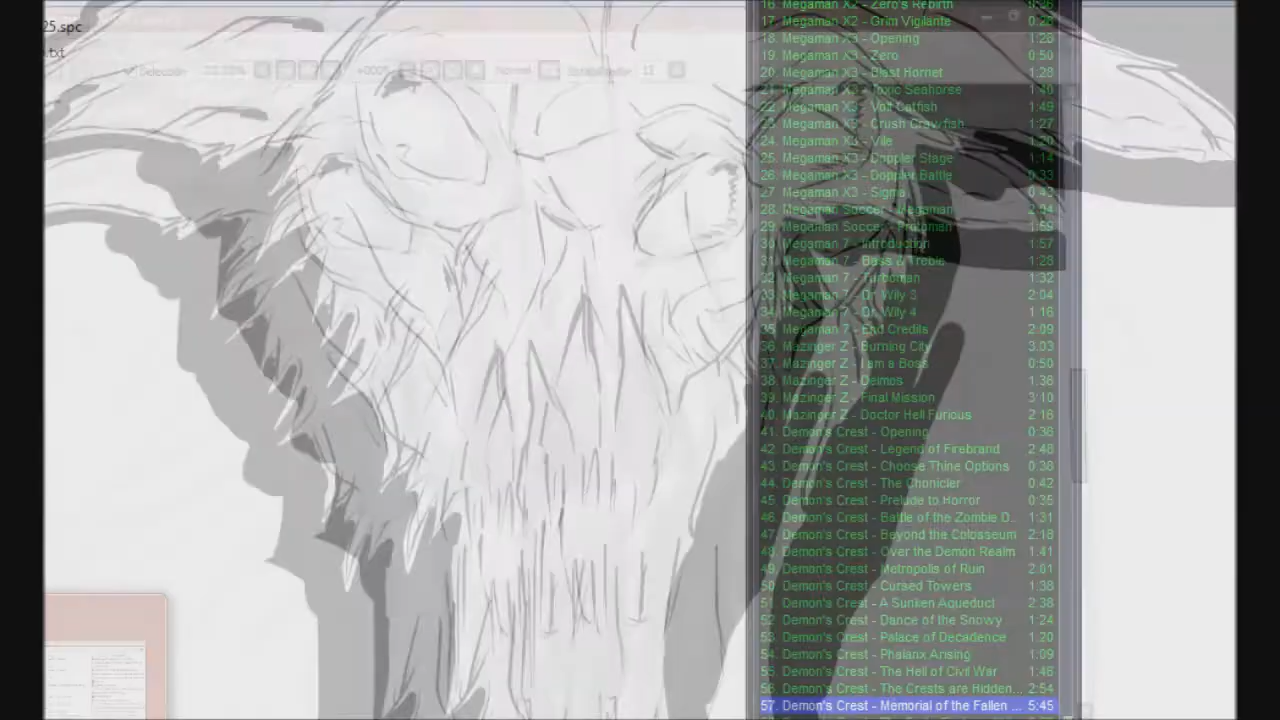 25.spc
.txt
Selection
+000°
Normal
12
16. Megaman X2 - Zero's Rebirth
17. Megaman X2 - Grim Vigilante 0:28
18. Megaman X3 - Opening 1:28
19. Megaman X3 - Zero 0:50
20. Megaman X3 - Blast Hornet 1:28
21. Megaman X3 - Toxic Seahorse 1:40
22. Megaman X3 - Volt Catfish 1:49
23. Megaman X3 - Crush Crawfish 1:27
24. Megaman X3 - Vile 1:20
25. Megaman X3 - Doppler Stage 1:14
26. Megaman X3 - Doppler Battle 0:33
27. Megaman X3 - Sigma 0:43
28. Megaman Soccer - Megaman 2:04
29. Megaman Soccer - Protoman 1:59
30. Megaman 7 - Introduction 1:57
31. Megaman 7 - Bass & Treble 1:28
32. Megaman 7 - Turboman 1:32
33. Megaman 7 - Dr. Wily 3 2:04
34. Megaman 7 - Dr. Wily 4 1:16
35. Megaman 7 - End Credits 2:09
36. Mazinger Z - Burning City 3:03
37. Mazinger Z - I am a Boss 0:50
38. Mazinger Z - Deimos 1:36
39. Mazinger Z - Final Mission 3:10
40. Mazinger Z - Doctor Hell Furious 2:16
41. Demon's Crest - Opening 0:36
42. Demon's Crest - Legend of Firebrand 2:46
43. Demon's Crest - Choose Thine Options 0:38
44. Demon's Crest - The Chonicler 0:42
45. Demon's Crest - Prelude to Horror 0:35
46. Demon's Crest - Battle of the Zombie D... 1:31
47. Demon's Crest - Beyond the Colosseum 2:18
48. Demon's Crest - Over the Demon Realm 1:41
49. Demon's Crest - Metropolis of Ruin 2:01
50. Demon's Crest - Cursed Towers 1:38
51. Demon's Crest - A Sunken Aqueduct 2:38
52. Demon's Crest - Dance of the Snowy 1:24
53. Demon's Crest - Palace of Decadence 1:20
54. Demon's Crest - Phalanx Arising 1:09
55. Demon's Crest - The Hell of Civil War 1:46
56. Demon's Crest - The Crests are Hidden... 2:54
57. Demon's Crest - Memorial of the Fallen ... 5:45